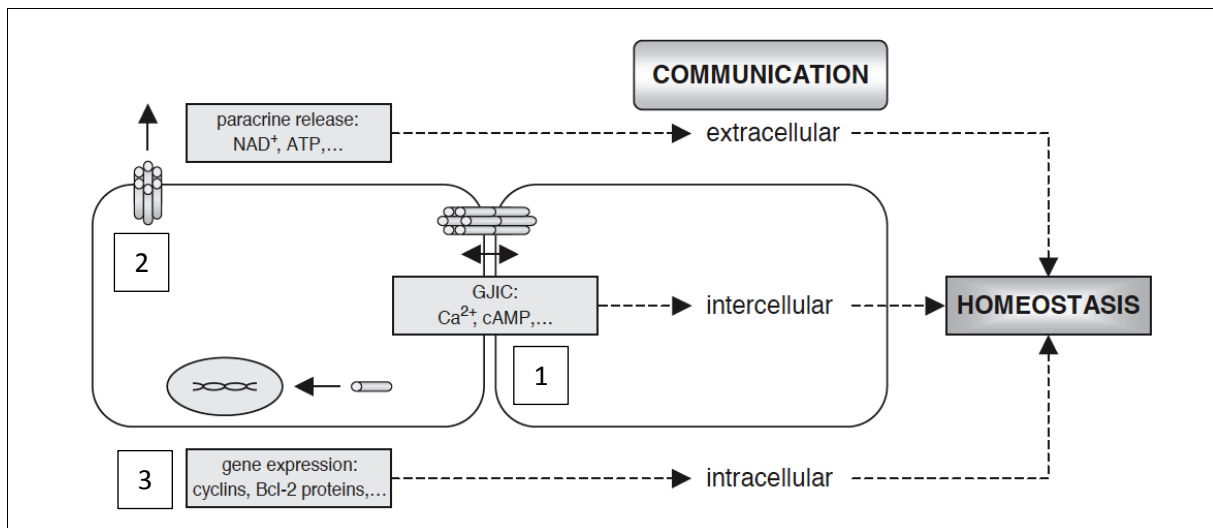 COMMUNICATION
paracrine release:
NAD⁺, ATP,...
extracellular
2
GJIC:
Ca²⁺, cAMP,...
intercellular
HOMEOSTASIS
1
3
gene expression:
cyclins, Bcl-2 proteins,...
intracellular